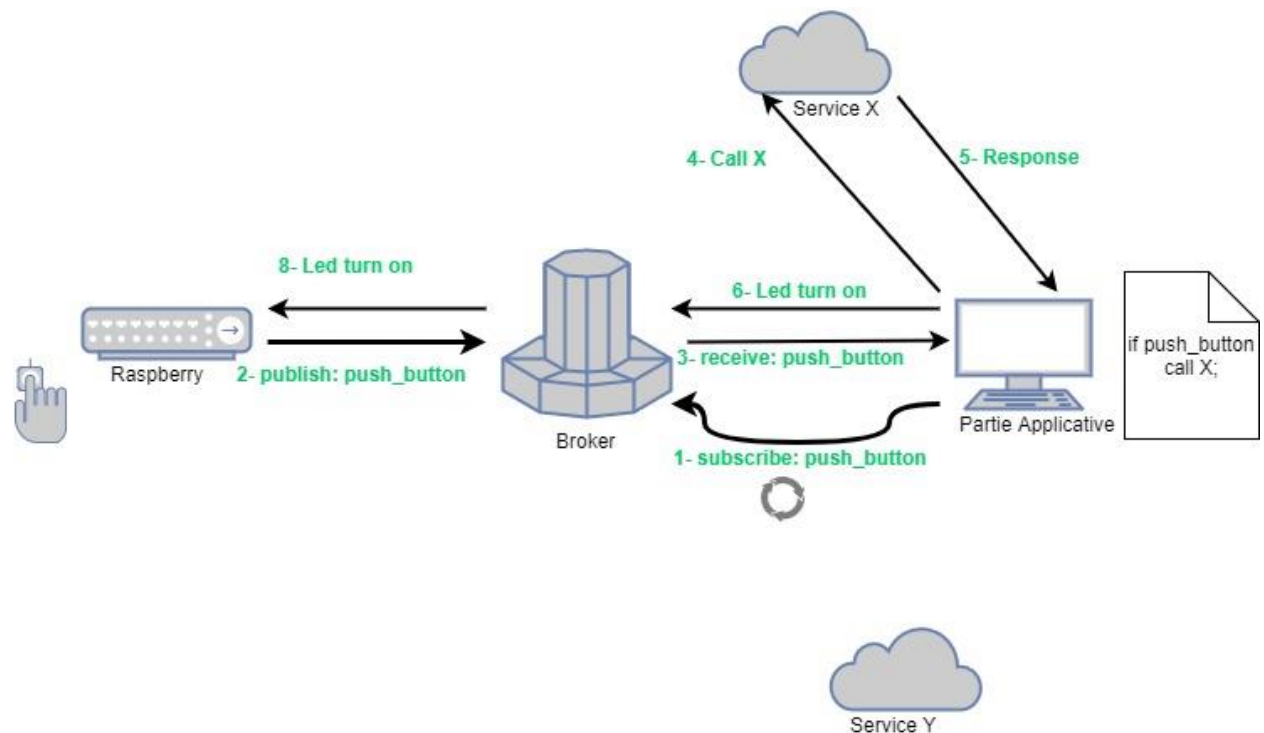 Service X
4- Call X
5- Response
8- Led turn on
6- Led turn on
if push_button
call X;
3- receive: push_button
Raspberry
2- publish: push_button
Partie Applicative
Broker
1- subscribe: push_button
Service Y